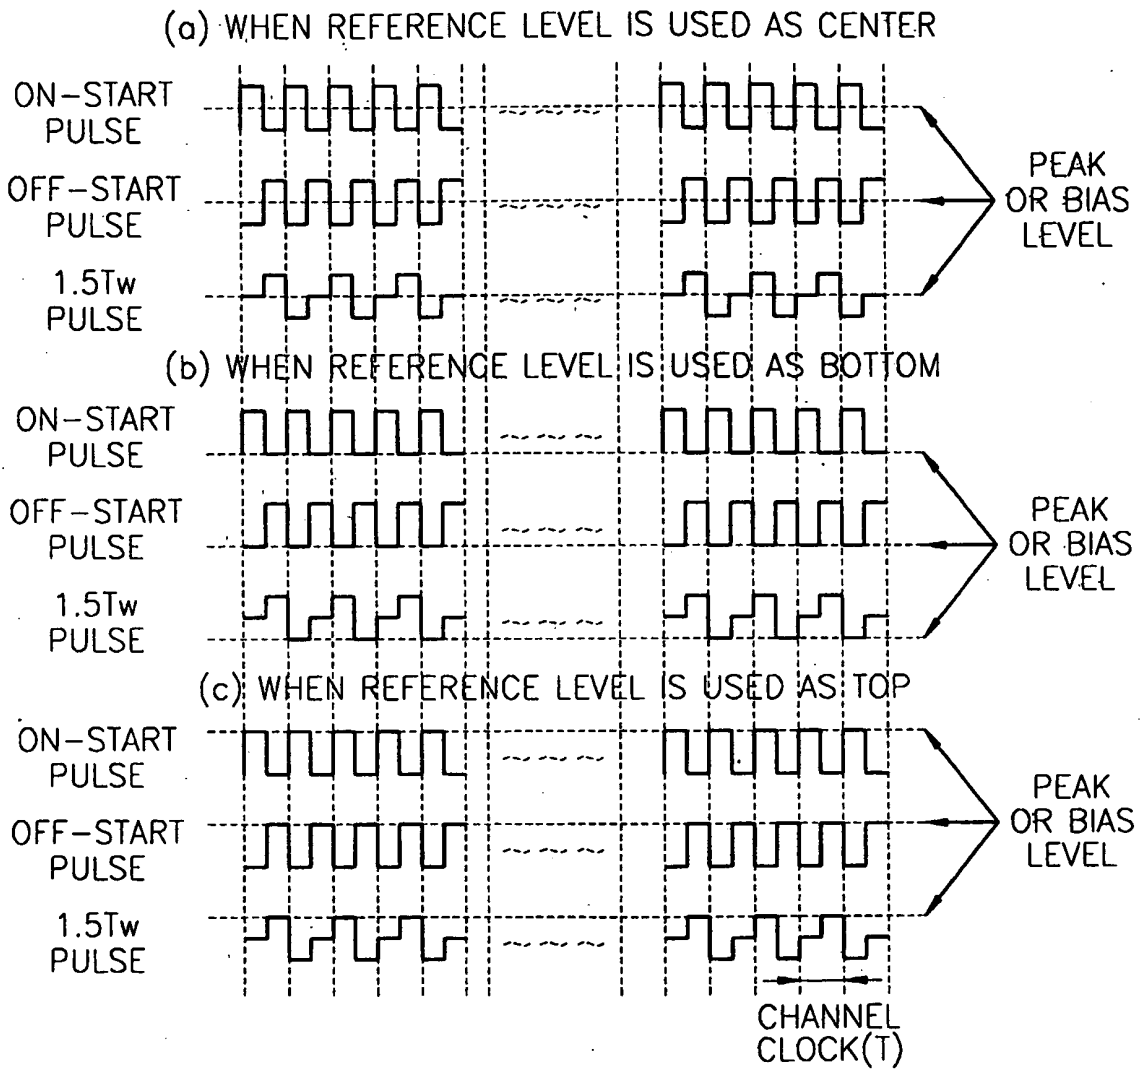 (a) WHEN REFERENCE LEVEL IS USED AS CENTER
ON-START
PULSE
OFF-START
PULSE
1.5Tw
PULSE
PEAK
OR BIAS
LEVEL
(b) WHEN REFERENCE LEVEL IS USED AS BOTTOM
ON-START
PULSE
OFF-START
PULSE
1.5Tw
PULSE
PEAK
OR BIAS
LEVEL
(c) WHEN REFERENCE LEVEL IS USED AS TOP
ON-START
PULSE
OFF-START
PULSE
1.5Tw
PULSE
PEAK
OR BIAS
LEVEL
CHANNEL
CLOCK(T)